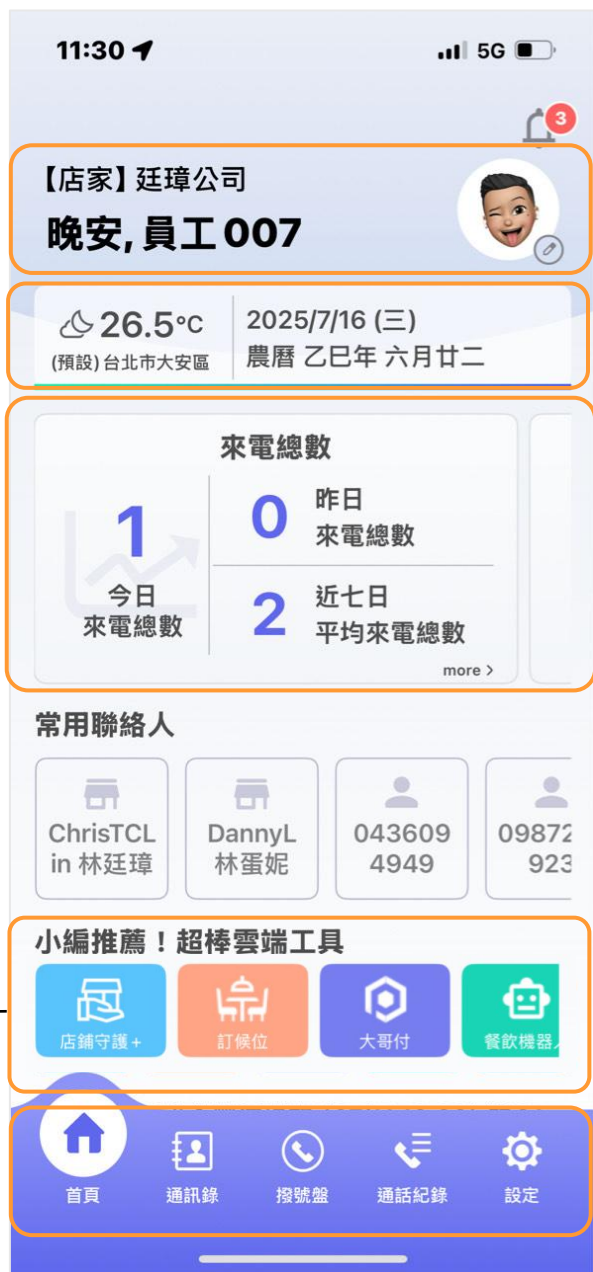 11:30
5G
3
【店家】廷璋公司
晚安, 員工 007
26.5°C
(預設) 台北市大安區
2025/7/16 (三)
農曆 乙巳年 六月廿二
來電總數
1
今日
來電總數
0
昨日
來電總數
2
近七日
平均來電總數
more >
常用聯絡人
ChrisTCL
in 林廷璋
DannyL
林蛋妮
043609
4949
09872
923
小編推薦！超棒雲端工具
店鋪守護+
訂候位
大哥付
餐飲機器
首頁
通訊錄
撥號盤
通話紀錄
設定